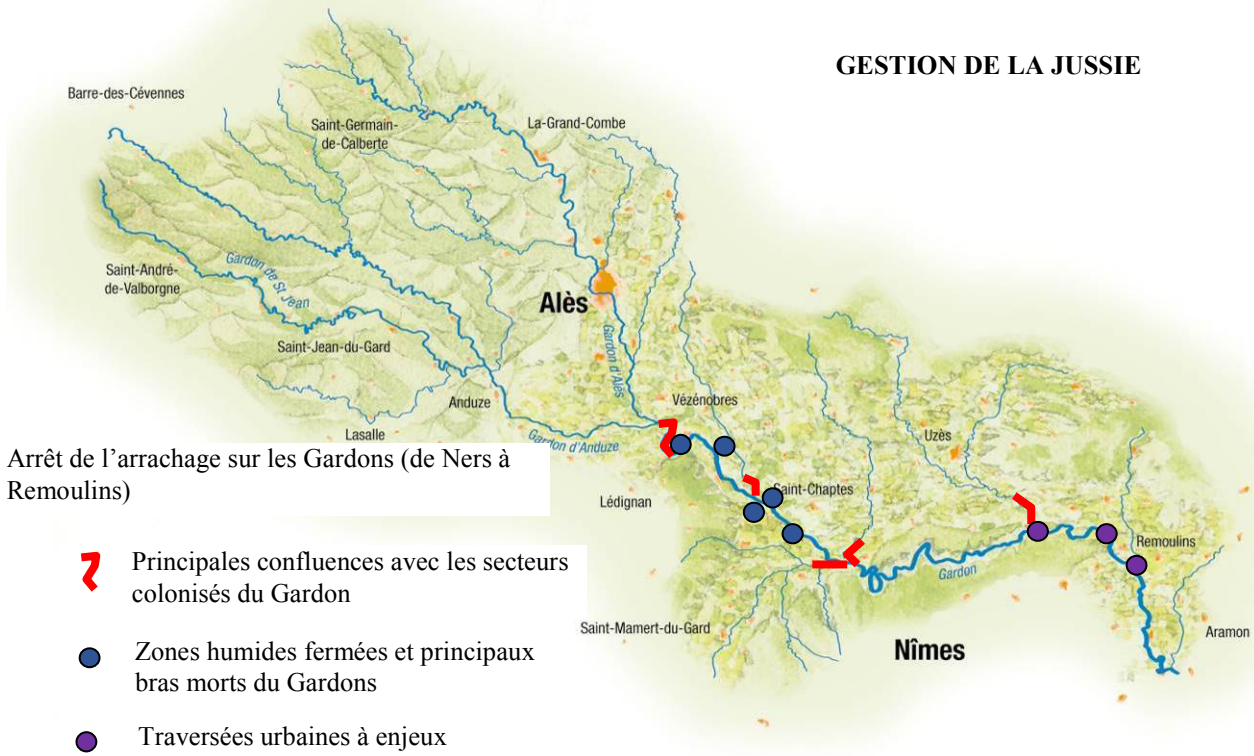 GESTION DE LA JUSSIE
Barre-des-Cévennes
Saint-Germain-
de-Calberte
La-Grand-Combe
Saint-André-
de-Valborgne
Gardon de St Jean
Alès
Saint-Jean-du-Gard
Gardon d'Alès
Anduze
Vézénobres
Lasalle
Gardon d'Anduze
Uzès
Arrêt de l’arrachage sur les Gardons (de Ners à
Remoulins)
Lédignan
Saint-Chaptes
Remoulins
Principales confluences avec les secteurs
colonisés du Gardon
Gardon
Saint-Mamert-du-Gard
Aramon
Nîmes
Zones humides fermées et principaux
bras morts du Gardons
Traversées urbaines à enjeux